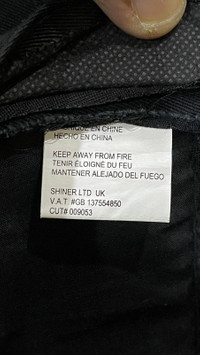 EN CHINE
HECHO EN CHINA
KEEP AWAY FROM FIRE
TENIR ÉLOIGNÉ DU FEU
MANTENER ALEJADO DEL FUEGO
SHINER LTD UK
V.A.T. #GB 137554850
CUT# 009053